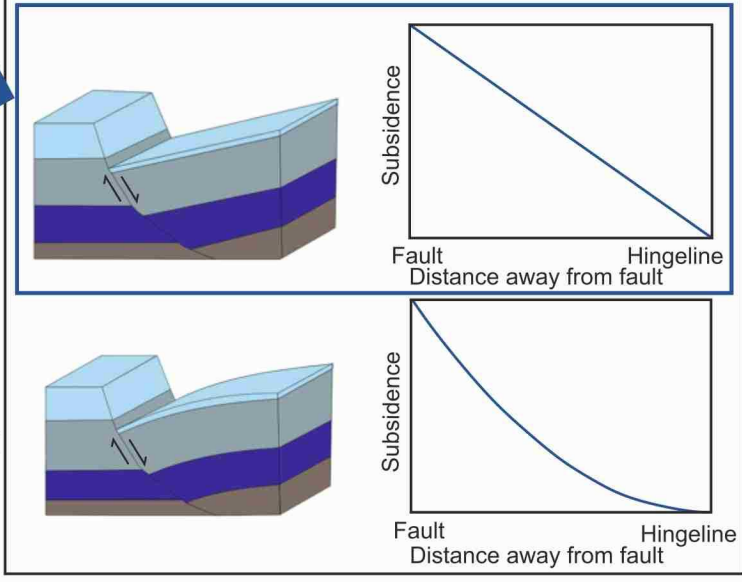 Subsidence
Fault Hingeline
Distance away from fault
Subsidence
Fault Hingeline
Distance away from fault